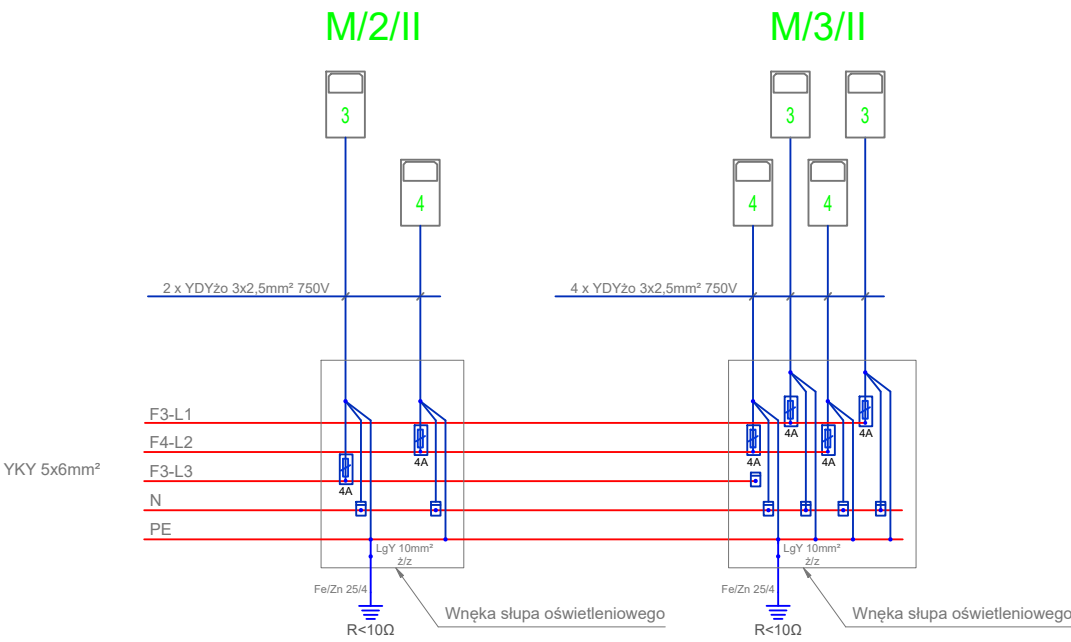 M/2/II
M/3/II
3
3
3
4
4
4
2 x YDYżo 3x2,5mm² 750V
4 x YDYżo 3x2,5mm² 750V
F3-L1
F4-L2
YKY 5x6mm²
F3-L3
N
PE
4A
4A
4A
4A
4A
4A
LgY 10mm²
ż/z
LgY 10mm²
ż/z
Fe/Zn 25/4
Fe/Zn 25/4
Wnęka słupa oświetleniowego
Wnęka słupa oświetleniowego
R<10Ω
R<10Ω